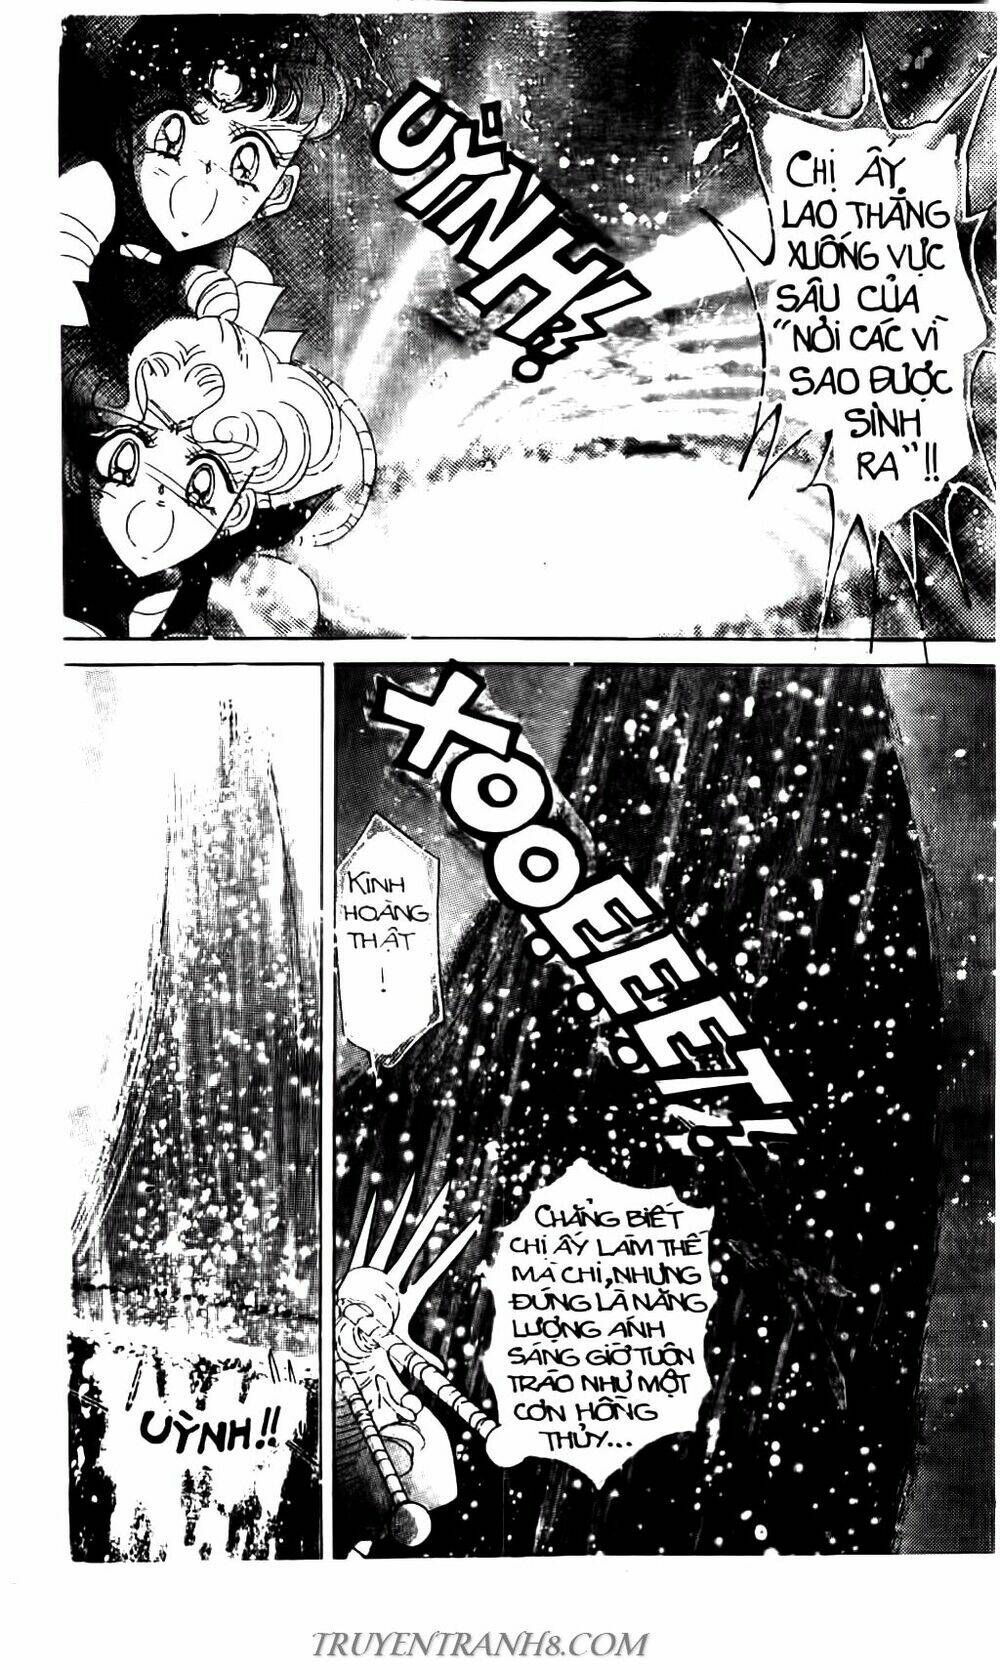 UỲNH!!
CHỊ ẤY
LAO THẲNG
XUỐNG VỰC
SÂU CỦA
"NƠI CÁC VÌ
SAO ĐƯỢC
SINH
RA"!!
XOOEEET!
KINH
HOÀNG
THẬT
!
CHẲNG BIẾT
CHỊ ẤY LÀM THẾ
MÀ CHI, NHƯNG
ĐÚNG LÀ NĂNG
LƯỢNG ÁNH
SÁNG GIỜ TUÔN
TRÀO NHƯ MỘT
CƠN HỒNG
THỦY...
UỲNH!!
TRUYENTRANH8.COM